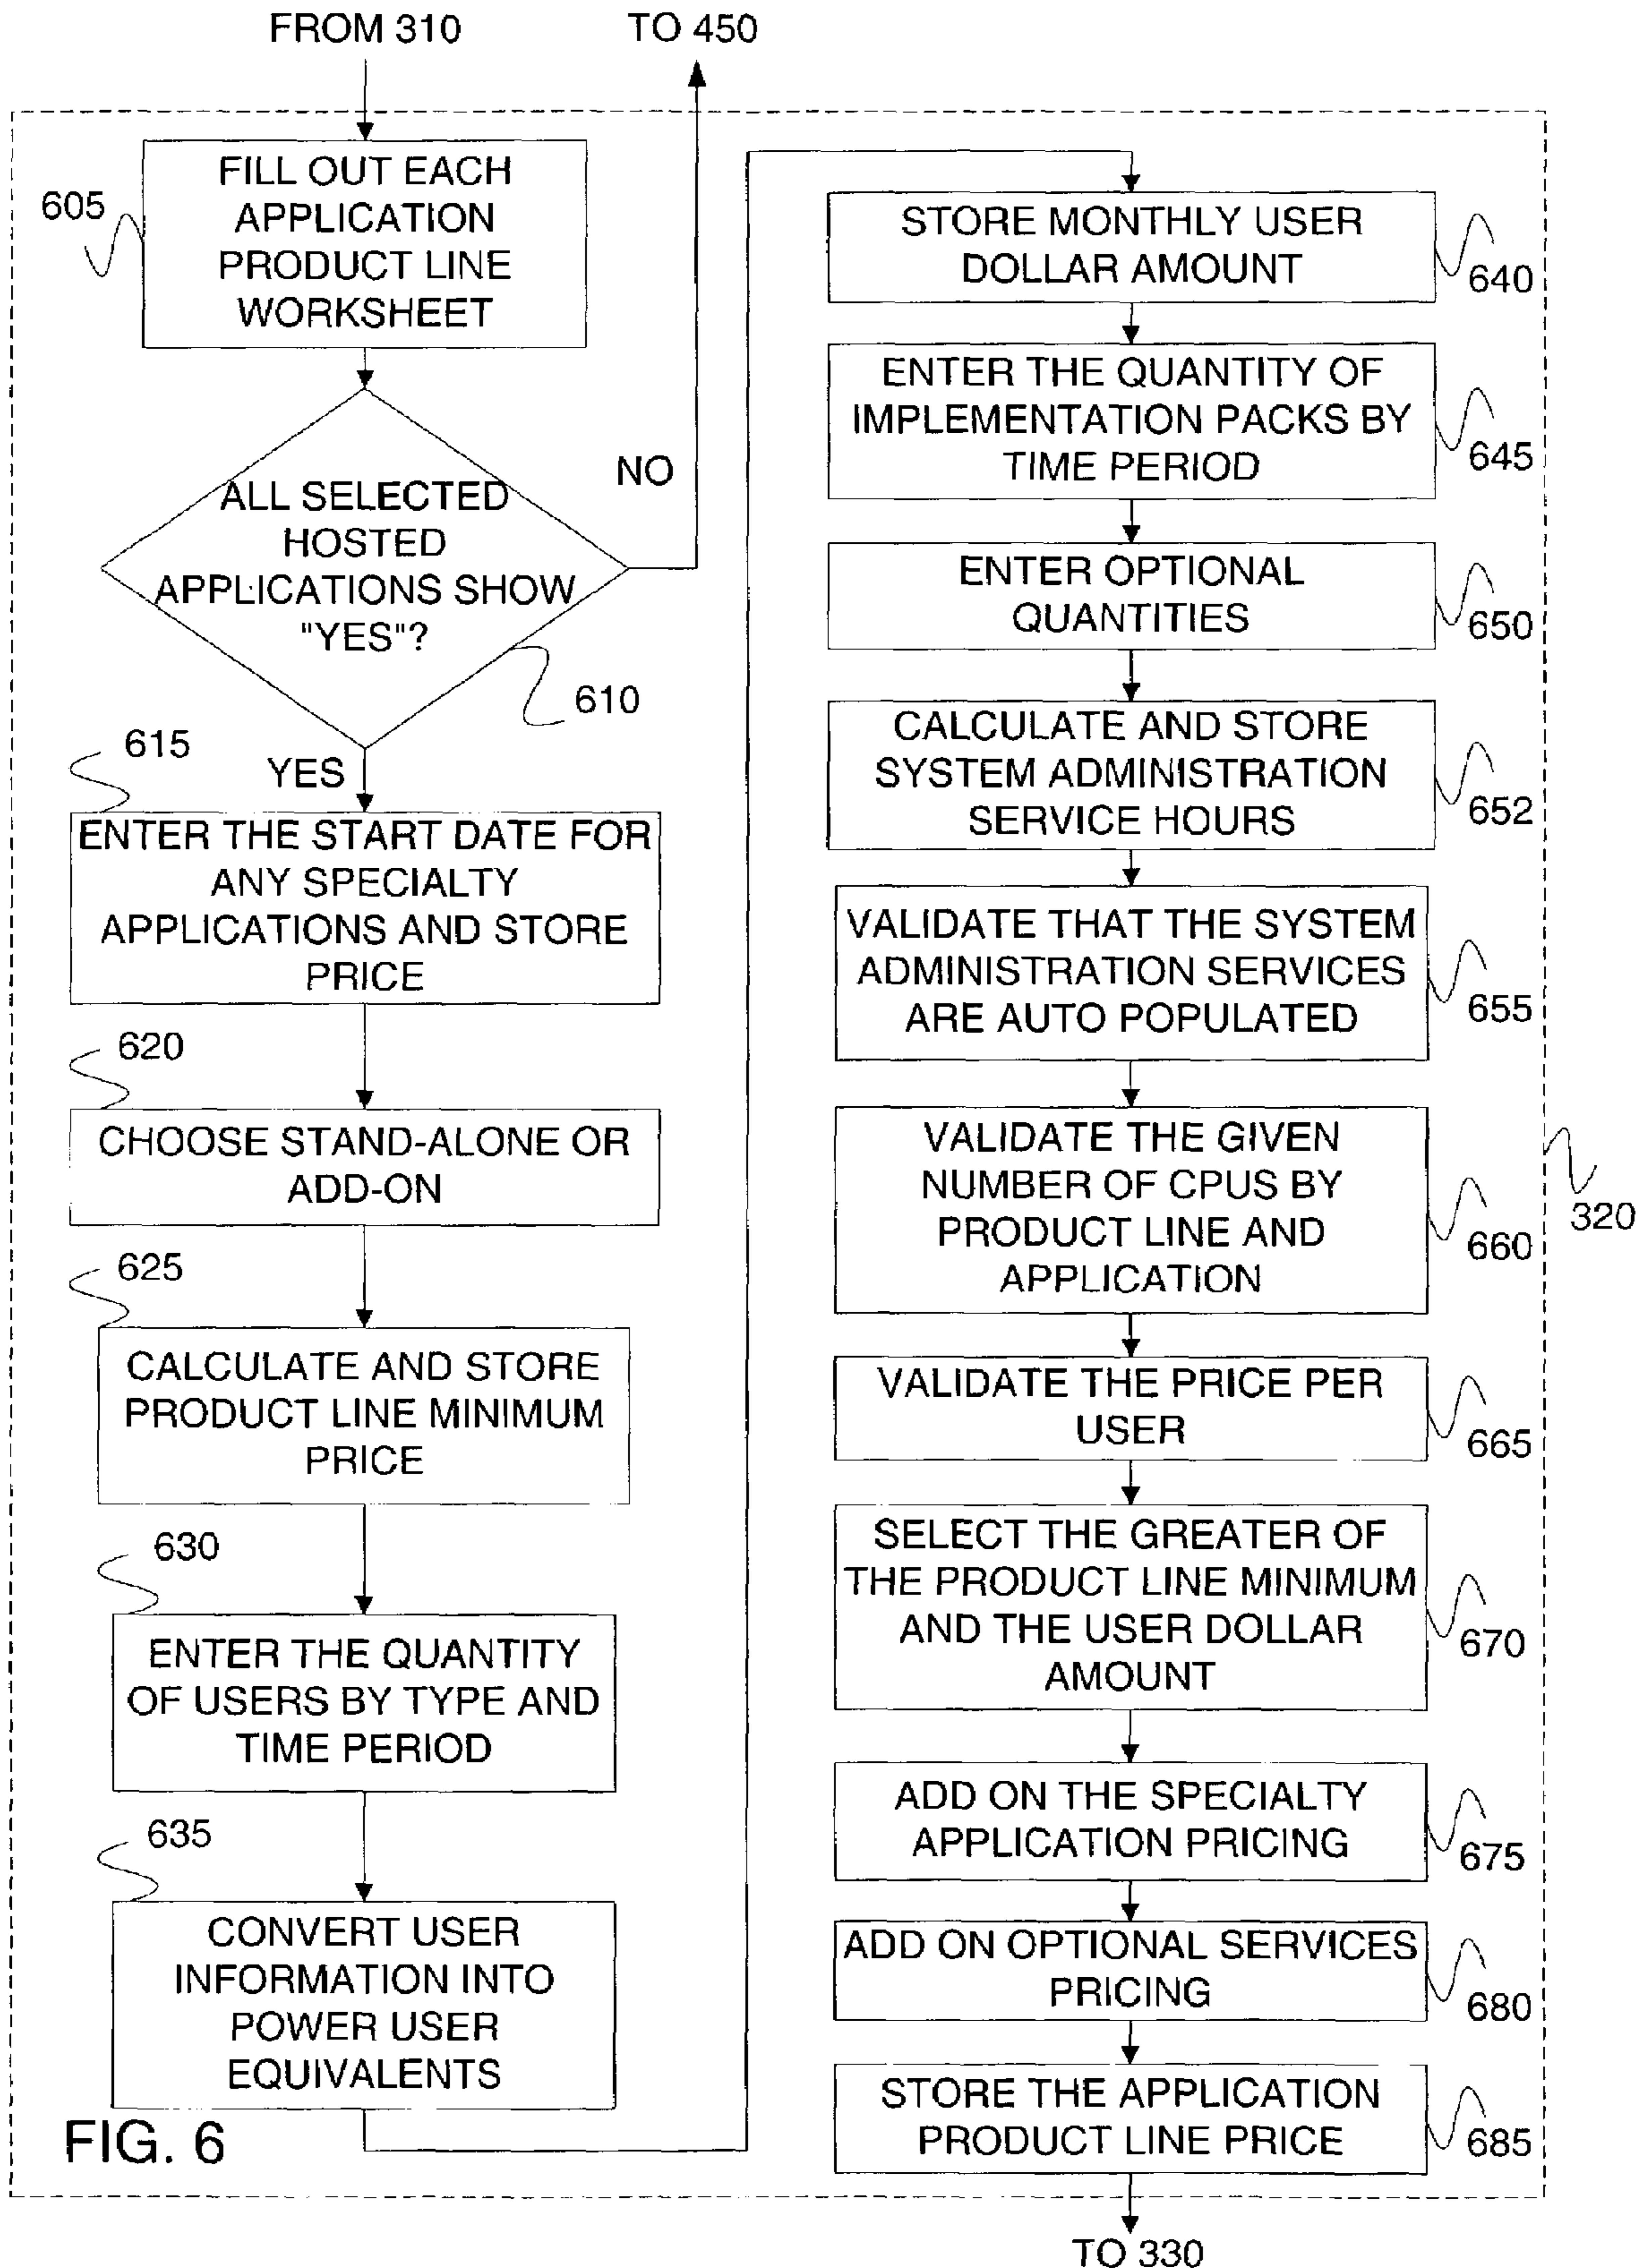 FROM 310
TO 450
605
FILL OUT EACH
APPLICATION
PRODUCT LINE
WORKSHEET
NO
ALL SELECTED
HOSTED
APPLICATIONS SHOW
"YES"?
610
YES
615
ENTER THE START DATE FOR
ANY SPECIALTY
APPLICATIONS AND STORE
PRICE
620
CHOOSE STAND-ALONE OR
ADD-ON
625
CALCULATE AND STORE
PRODUCT LINE MINIMUM
PRICE
630
ENTER THE QUANTITY
OF USERS BY TYPE AND
TIME PERIOD
635
CONVERT USER
INFORMATION INTO
POWER USER
EQUIVALENTS
FIG. 6
STORE MONTHLY USER
DOLLAR AMOUNT
640
ENTER THE QUANTITY OF
IMPLEMENTATION PACKS BY
TIME PERIOD
645
ENTER OPTIONAL
QUANTITIES
650
CALCULATE AND STORE
SYSTEM ADMINISTRATION
SERVICE HOURS
652
VALIDATE THAT THE SYSTEM
ADMINISTRATION SERVICES
ARE AUTO POPULATED
655
VALIDATE THE GIVEN
NUMBER OF CPUS BY
PRODUCT LINE AND
APPLICATION
660
320
VALIDATE THE PRICE PER
USER
665
SELECT THE GREATER OF
THE PRODUCT LINE MINIMUM
AND THE USER DOLLAR
AMOUNT
670
ADD ON THE SPECIALTY
APPLICATION PRICING
675
ADD ON OPTIONAL SERVICES
PRICING
680
STORE THE APPLICATION
PRODUCT LINE PRICE
685
TO 330